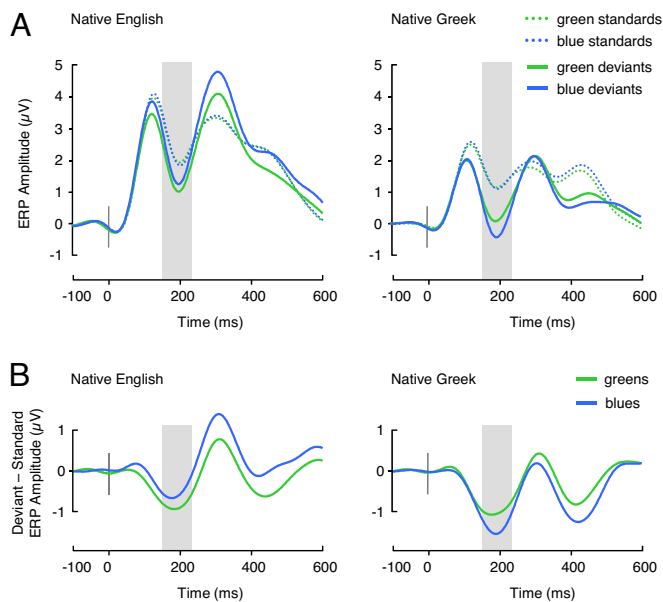 A
Native English
Native Greek
green standards
blue standards
green deviants
blue deviants
ERP Amplitude (µV)
5
4
3
2
1
0
-1
-100 0 200 400 600
Time (ms)
5
4
3
2
1
0
-1
-100 0 200 400 600
Time (ms)
B
Native English
Native Greek
greens
blues
Deviant – Standard
ERP Amplitude (µV)
1
0
-1
-100 0 200 400 600
Time (ms)
1
0
-1
-100 0 200 400 600
Time (ms)